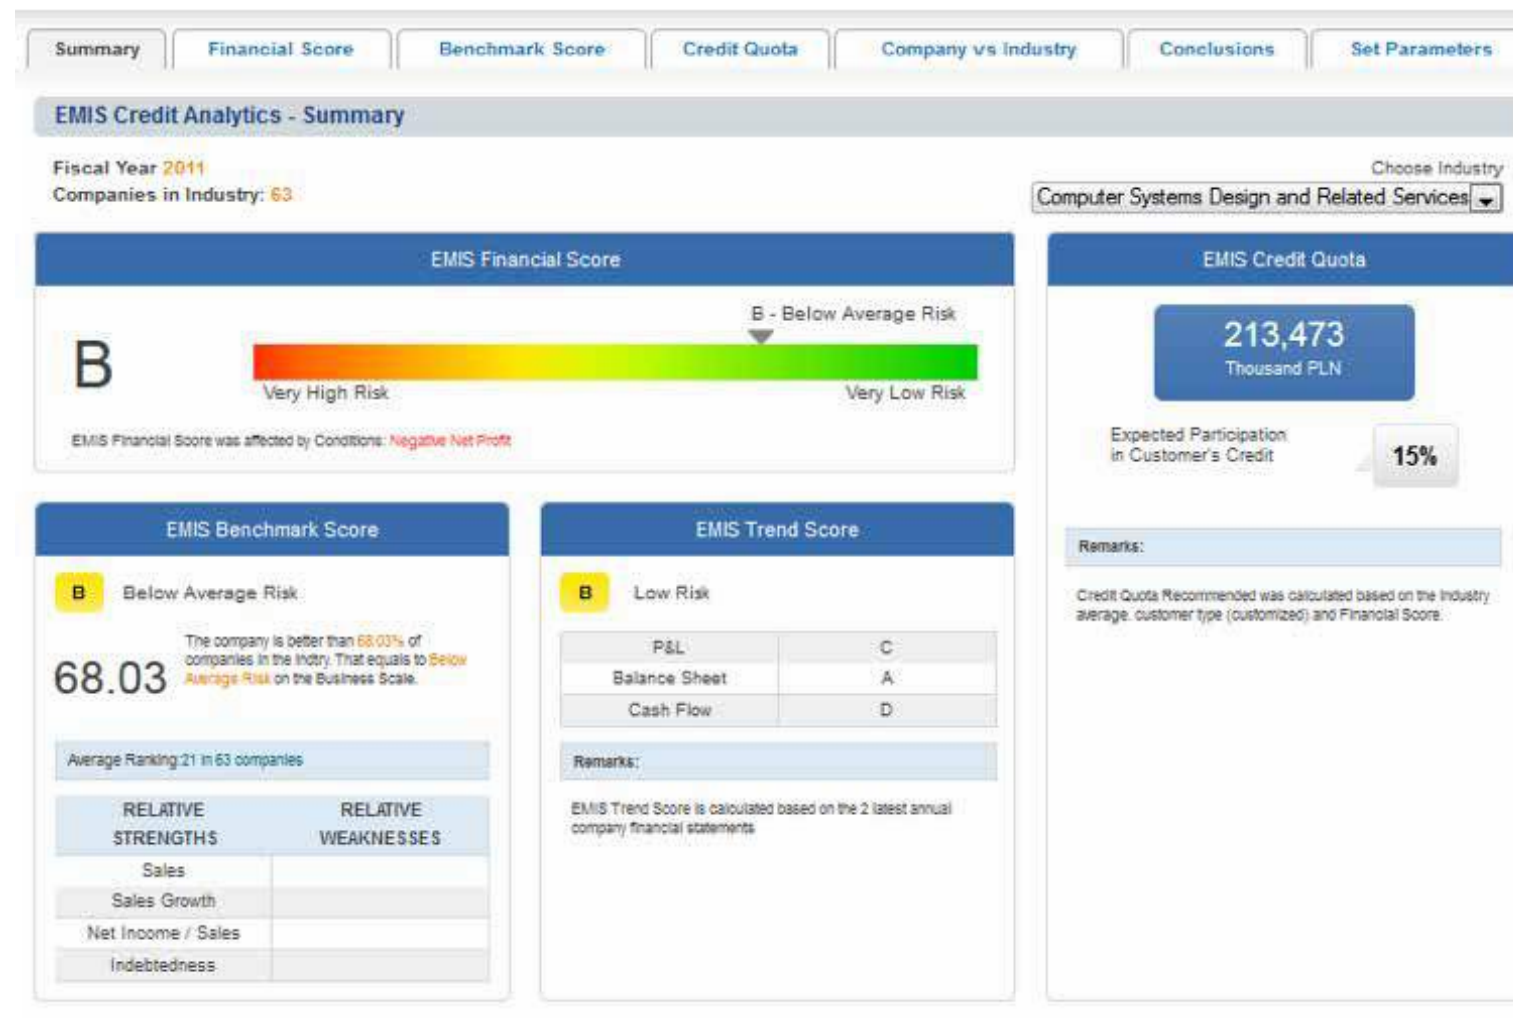 Summary Financial Score Benchmark Score Credit Quota Company vs Industry Conclusions Set Parameters
EMIS Credit Analytics - Summary
Fiscal Year 2011
Companies in Industry: 63
Choose Industry
Computer Systems Design and Related Services
EMIS Financial Score
B - Below Average Risk
B
Very High Risk Very Low Risk
EMIS Financial Score was affected by Conditions: Negative Net Profit
EMIS Credit Quota
213,473
Thousand PLN
Expected Participation
in Customer's Credit
15%
Remarks:
Credit Quota Recommended was calculated based on the Industry
average, customer type (customized) and Financial Score.
EMIS Benchmark Score
B Below Average Risk
68.03
The company is better than 68.03% of
companies in the indtry. That equals to Below
Average Risk on the Business Scale.
Average Ranking:21 in 63 companies
RELATIVE STRENGTHS RELATIVE WEAKNESSES
Sales
Sales Growth
Net Income / Sales
Indebtedness
EMIS Trend Score
B Low Risk
P&L C
Balance Sheet A
Cash Flow D
Remarks:
EMIS Trend Score is calculated based on the 2 latest annual
company financial statements